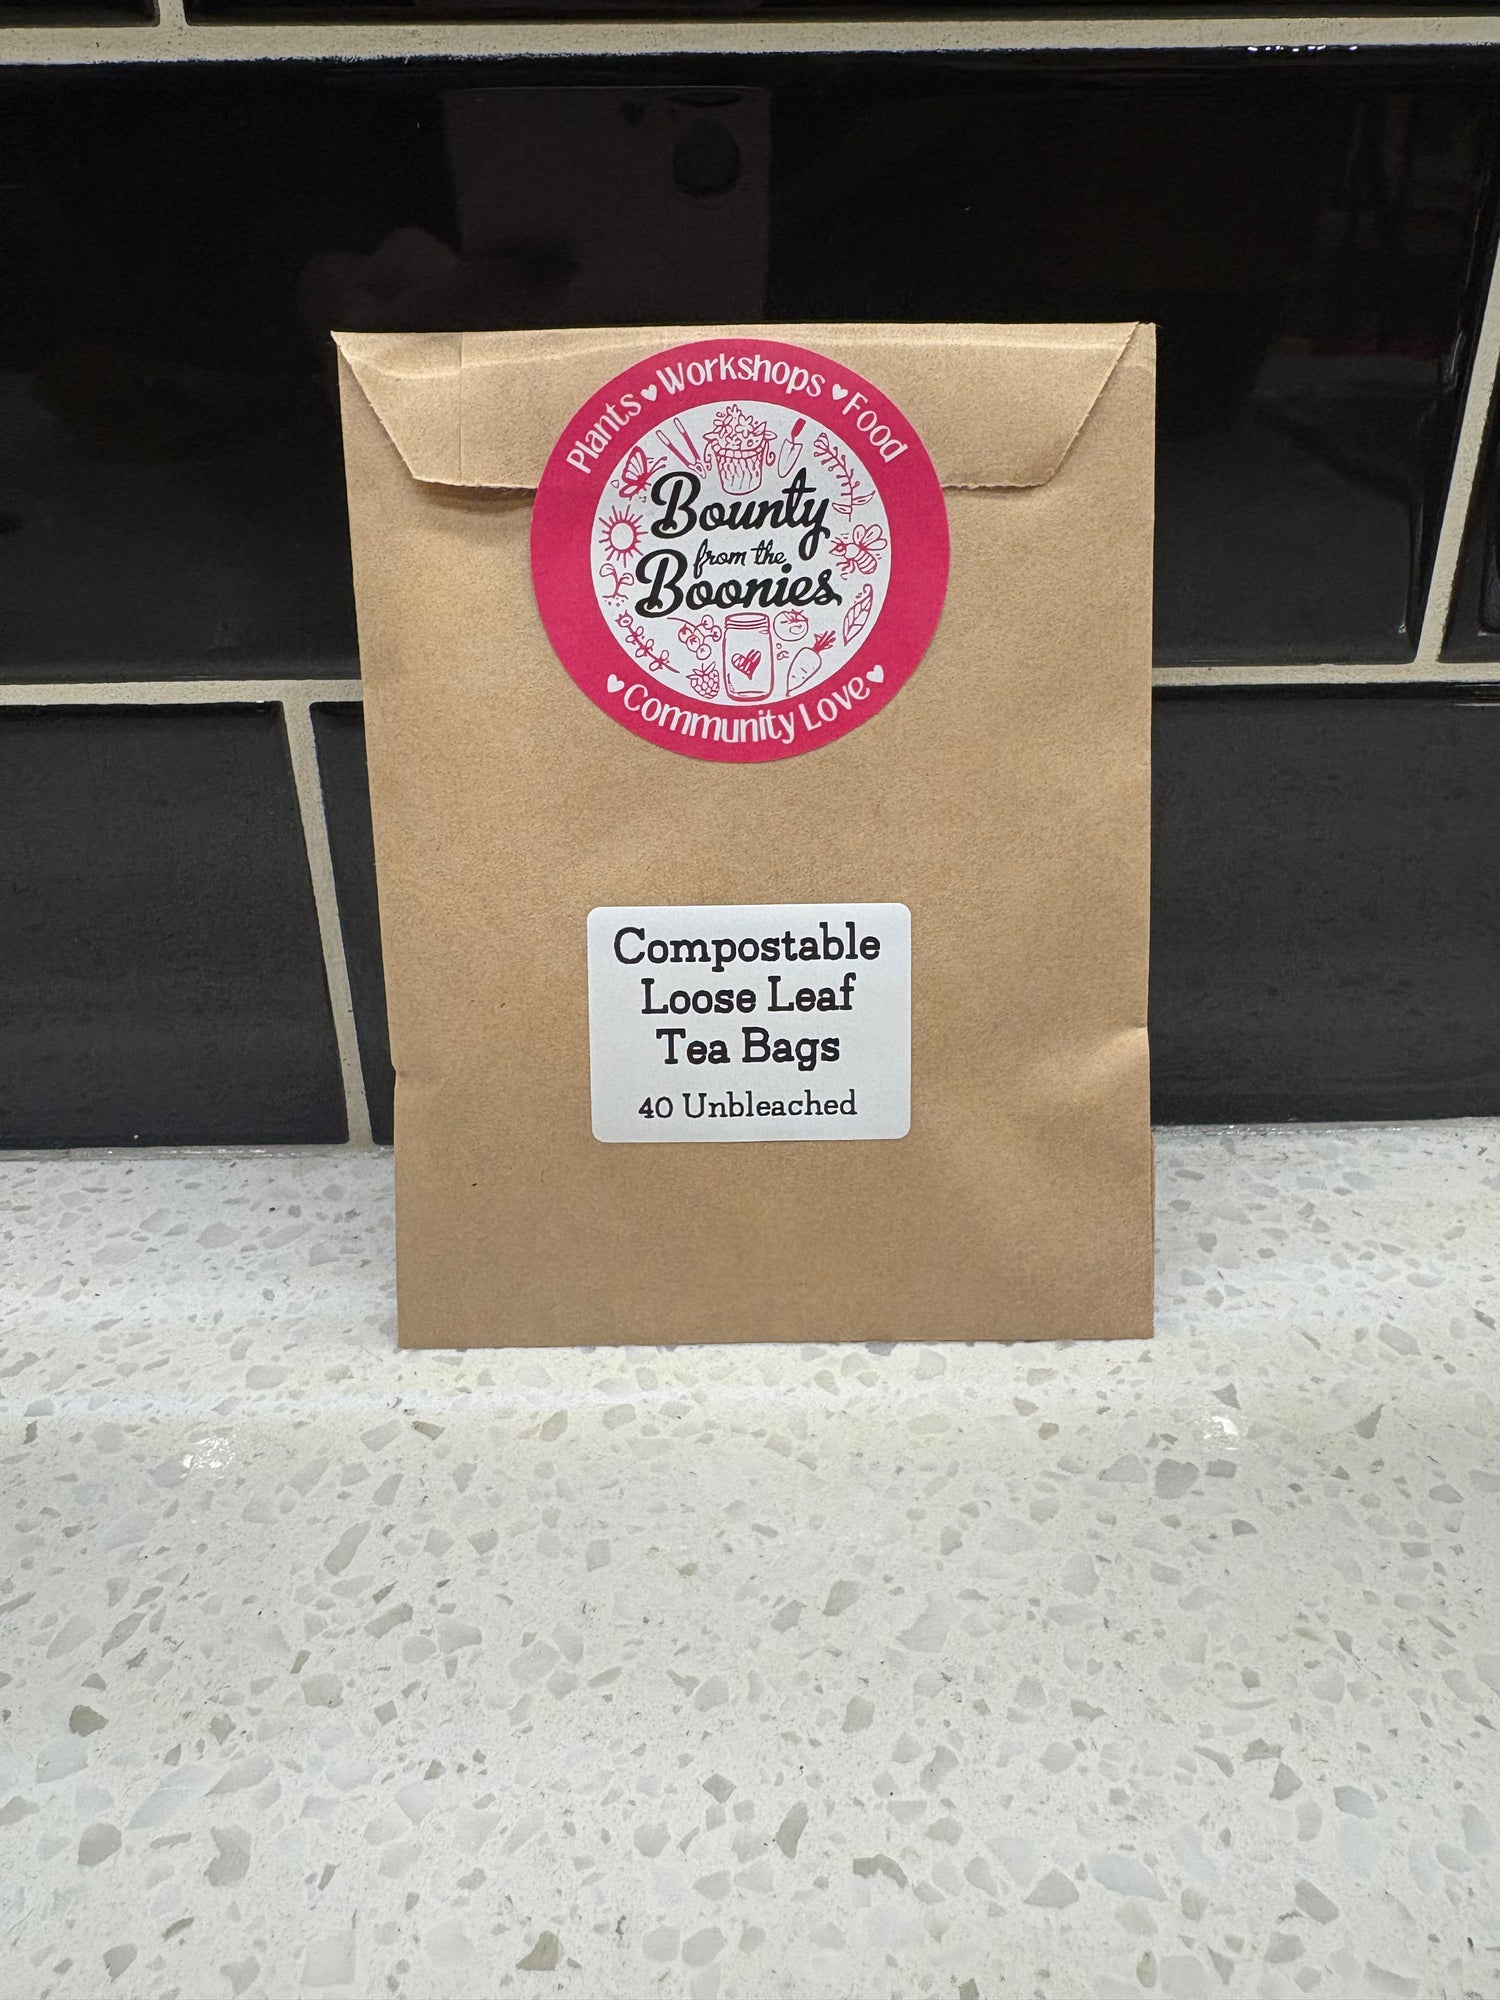 Plants ♥ Workshops ♥ Food
Bounty
from the
Boonies
♥ Community Love ♥
Compostable
Loose Leaf
Tea Bags
40 Unbleached